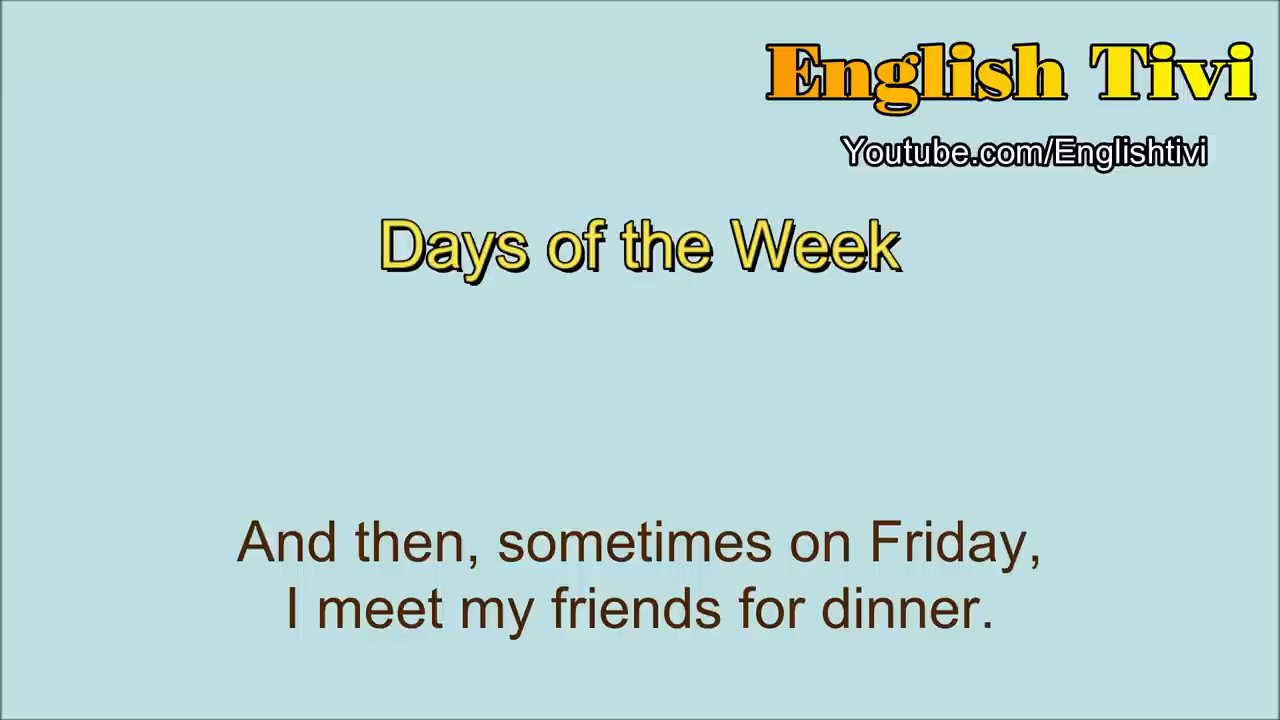 English Tivi
Youtube.com/Englishtivi
Days of the Week
And then, sometimes on Friday,
I meet my friends for dinner.